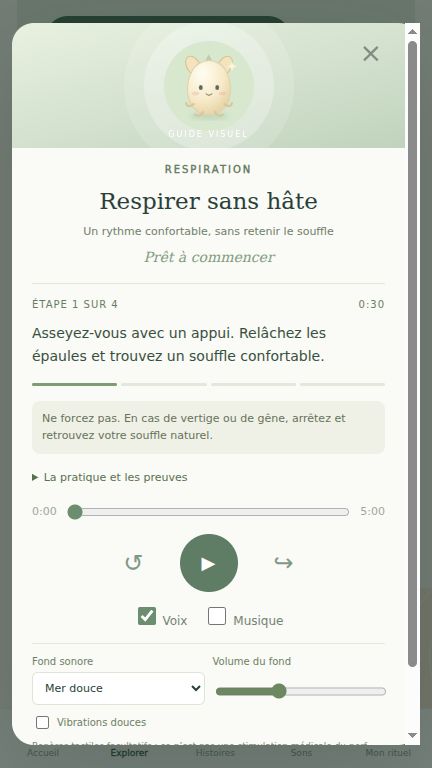 ×
GUIDE VISUEL
RESPIRATION
Respirer sans hâte
Un rythme confortable, sans retenir le souffle
Prêt à commencer
ÉTAPE 1 SUR 4 0:30
Asseyez-vous avec un appui. Relâchez les
épaules et trouvez un souffle confortable.
Ne forcez pas. En cas de vertige ou de gêne, arrêtez et
retrouvez votre souffle naturel.
La pratique et les preuves
0:00 5:00
Voix Musique
Fond sonore Volume du fond
Mer douce
Vibrations douces
Accueil Explorer Histoires Sons Mon rituel